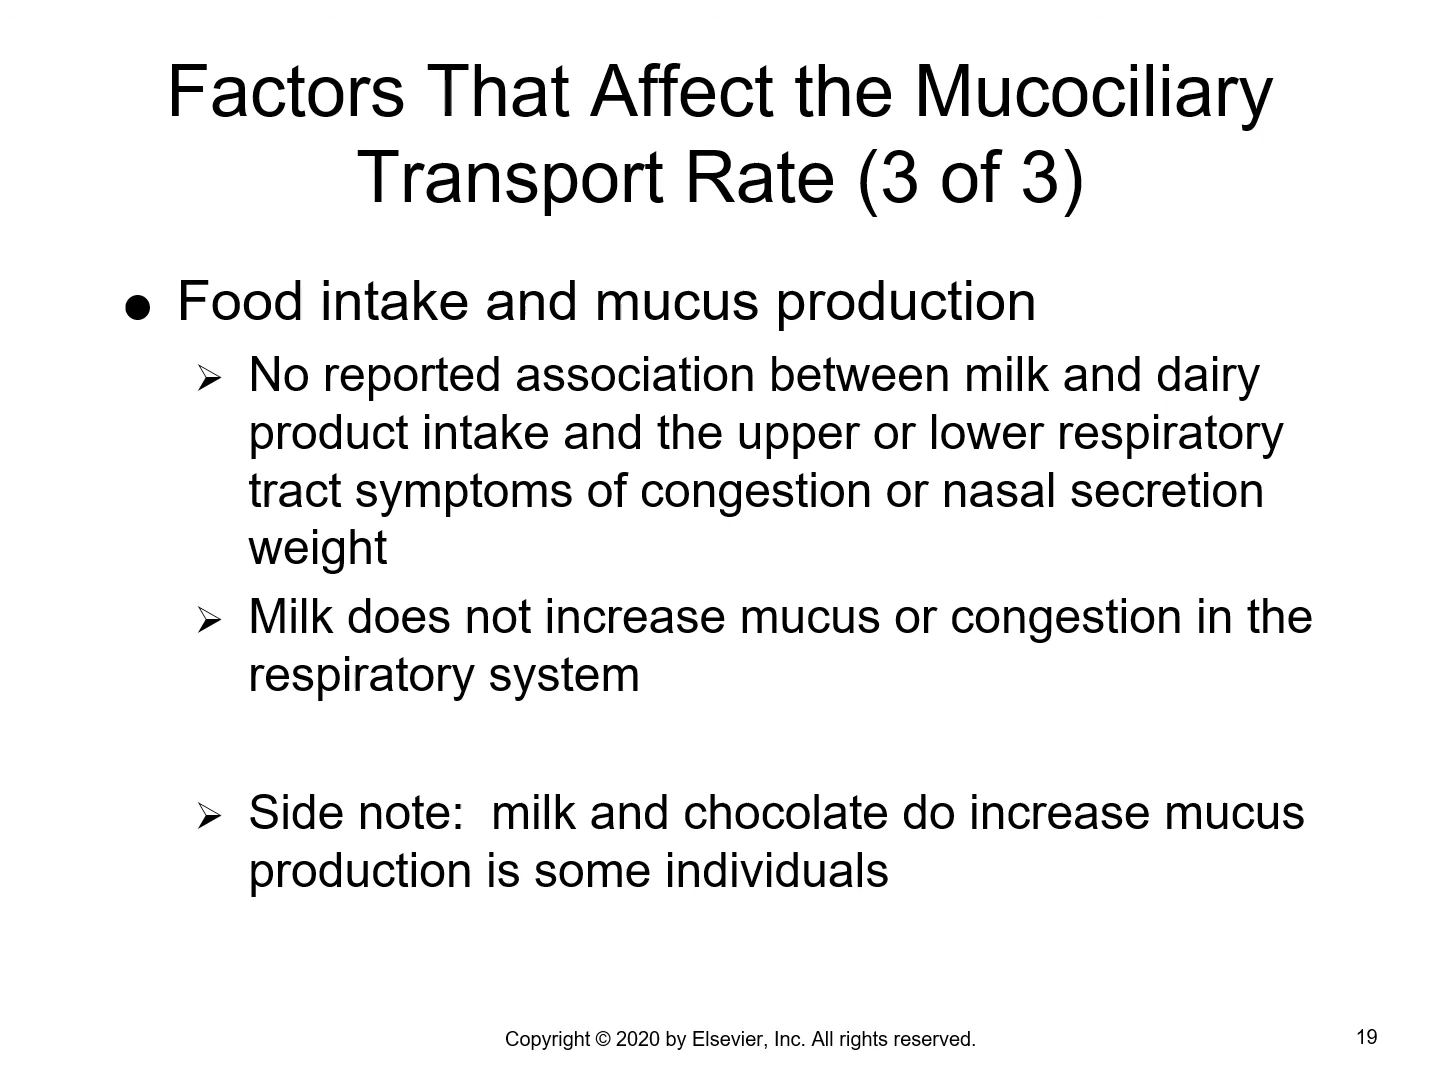 Factors That Affect the Mucociliary
Transport Rate (3 of 3)
● Food intake and mucus production
➢ No reported association between milk and dairy
product intake and the upper or lower respiratory
tract symptoms of congestion or nasal secretion
weight
➢ Milk does not increase mucus or congestion in the
respiratory system
➢ Side note:  milk and chocolate do increase mucus
production is some individuals
Copyright © 2020 by Elsevier, Inc. All rights reserved.
19